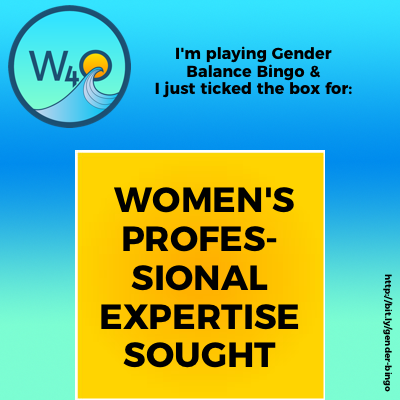 W4O
I'm playing Gender
Balance Bingo &
I just ticked the box for:
WOMEN'S
PROFES-
SIONAL
EXPERTISE
SOUGHT
http://bit.ly/gender-bingo